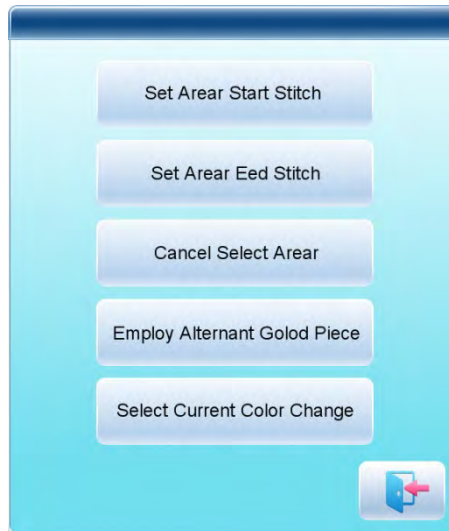 Set Arear Start Stitch
Set Arear Eed Stitch
Cancel Select Arear
Employ Alternant Golod Piece
Select Current Color Change